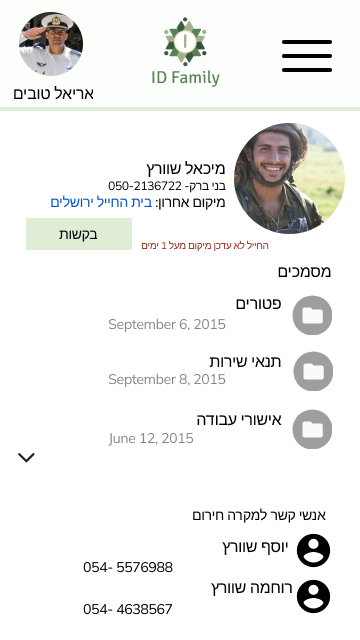 ID Family
אריאל טובים
מיכאל שוורץ
בני ברק- 050-2136722
מיקום אחרון: בית החייל ירושלים
בקשות
החייל לא עדכן מיקום מעל 1 ימים
מסמכים
פטורים
September 6, 2015
תנאי שירות
September 8, 2015
אישורי עבודה
June 12, 2015
אנשי קשר למקרה חירום
יוסף שוורץ
054- 5576988
רוחמה שוורץ
054- 4638567